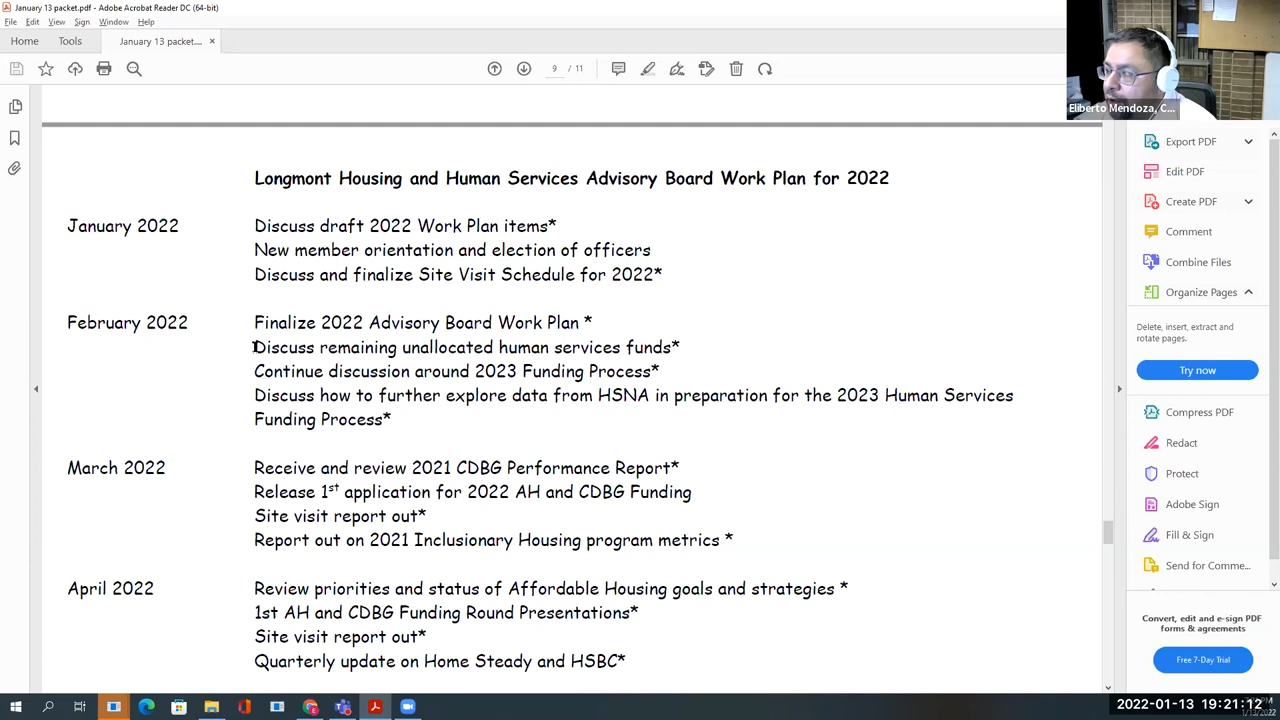 January 13 packet.pdf - Adobe Acrobat Reader DC (64-bit)
File Edit View Sign Window Help
Home Tools January 13 packet.... ×
9 / 11
Eliberto Mendoza, C...
Longmont Housing and Human Services Advisory Board Work Plan for 2022
January 2022 Discuss draft 2022 Work Plan items*
New member orientation and election of officers
Discuss and finalize Site Visit Schedule for 2022*
February 2022 Finalize 2022 Advisory Board Work Plan *
Discuss remaining unallocated human services funds*
Continue discussion around 2023 Funding Process*
Discuss how to further explore data from HSNA in preparation for the 2023 Human Services
Funding Process*
March 2022 Receive and review 2021 CDBG Performance Report*
Release 1st application for 2022 AH and CDBG Funding
Site visit report out*
Report out on 2021 Inclusionary Housing program metrics *
April 2022 Review priorities and status of Affordable Housing goals and strategies *
1st AH and CDBG Funding Round Presentations*
Site visit report out*
Quarterly update on Home Steady and HSBC*
Export PDF
Edit PDF
Create PDF
Comment
Combine Files
Organize Pages
Delete, insert, extract and
rotate pages.
Try now
Compress PDF
Redact
Protect
Adobe Sign
Fill & Sign
Send for Comme...
Convert, edit and e-sign PDF
forms & agreements
Free 7-Day Trial
2022-01-13 19:21:12
1/13/2022